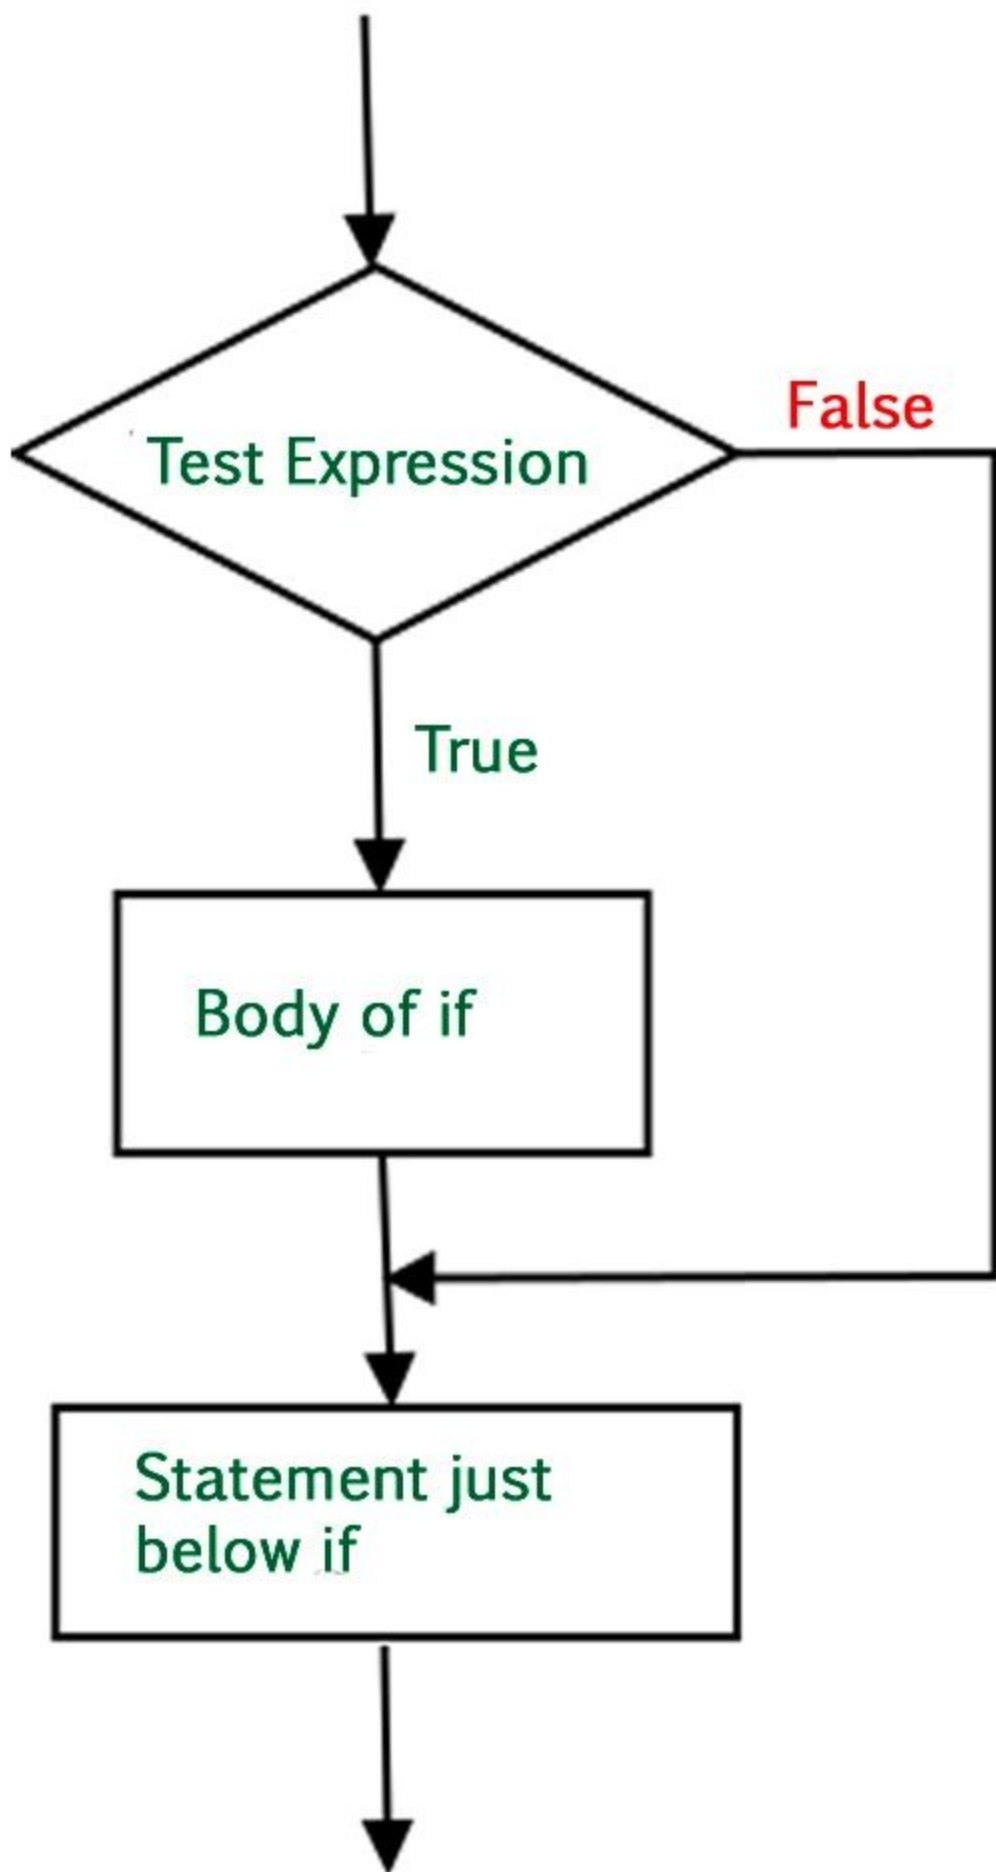 False
Test Expression
True
Body of if
Statement just
below if